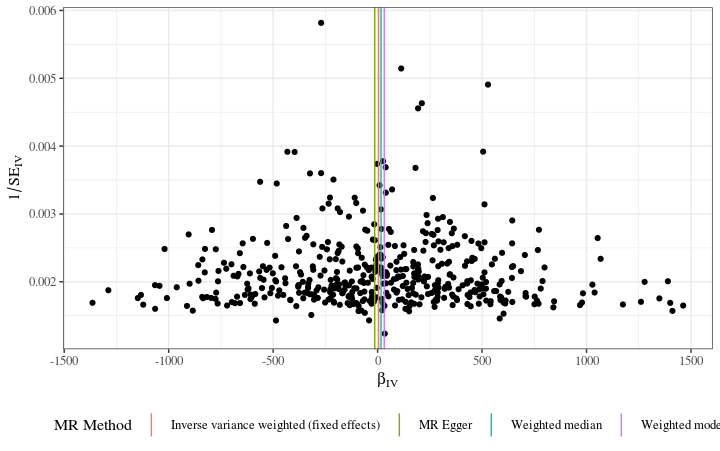 0.006
0.005
0.004
0.003
0.002
1/SE_IV
-1500 -1000 -500 0 500 1000 1500
β_IV
MR Method Inverse variance weighted (fixed effects) MR Egger Weighted median Weighted mode